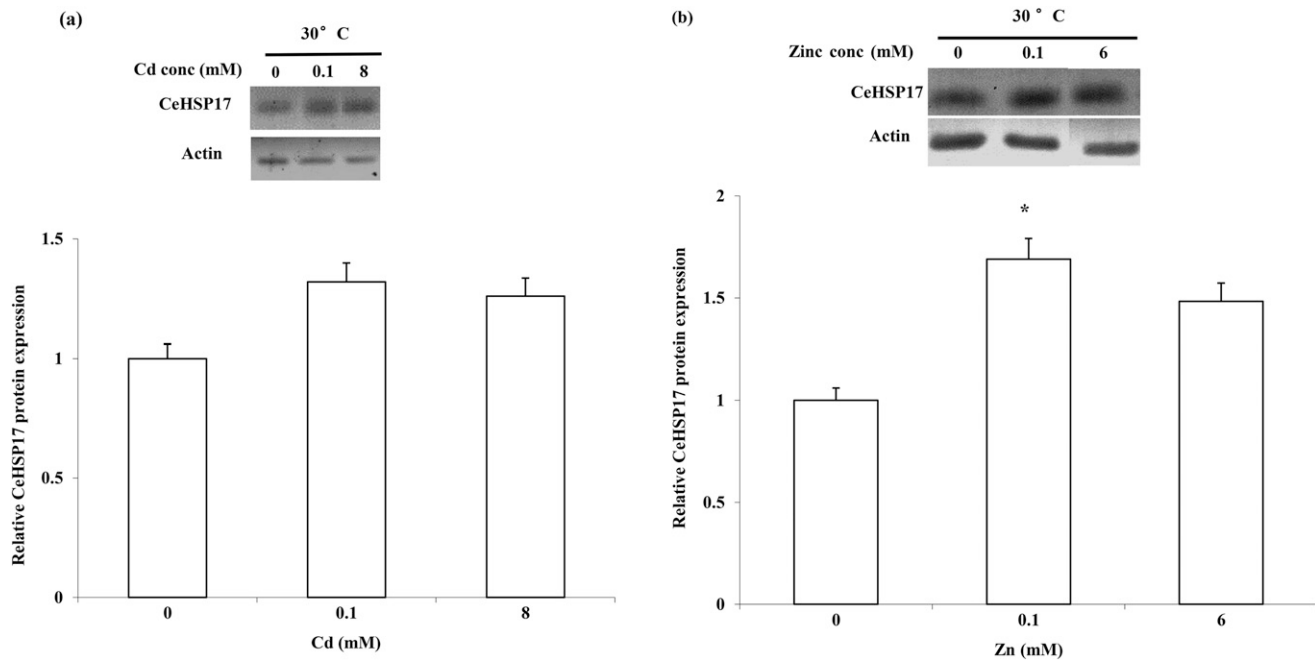 (a)
30° C
Cd conc (mM) 0 0.1 8
CeHSP17
Actin
1.5
1
0.5
0
Relative CeHSP17 protein expression
0 0.1 8
Cd (mM)
(b)
30° C
Zinc conc (mM) 0 0.1 6
CeHSP17
Actin
2
*
1.5
1
0.5
0
Relative CeHSP17 protein expression
0 0.1 6
Zn (mM)